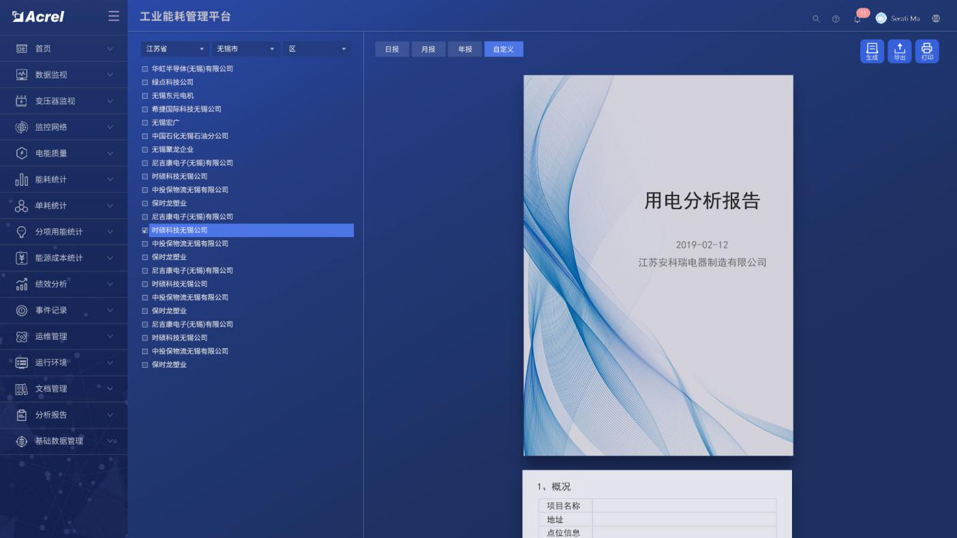 Acrel
工业能耗管理平台
Serati Ma
首页
数据监视
变压器监视
监控网络
电能质量
能耗统计
单耗统计
分项用能统计
能源成本统计
绩效分析
事件记录
运维管理
运行环境
文档管理
分析报告
基础数据管理
江苏省 无锡市 区
华虹半导体(无锡)有限公司
绿点科技公司
无锡东元电机
希捷国际科技无锡公司
无锡宏广
中国石化无锡石油分公司
无锡聚龙企业
尼吉康电子(无锡)有限公司
时硕科技无锡公司
中投保物流无锡有限公司
保时龙塑业
尼吉康电子(无锡)有限公司
时硕科技无锡公司
中投保物流无锡有限公司
保时龙塑业
尼吉康电子(无锡)有限公司
时硕科技无锡公司
中投保物流无锡有限公司
保时龙塑业
尼吉康电子(无锡)有限公司
时硕科技无锡公司
中投保物流无锡有限公司
保时龙塑业
日报 月报 年报 自定义
生成 导出 打印
用电分析报告
2019-02-12
江苏安科瑞电器制造有限公司
1、概况
项目名称
地址
点位信息